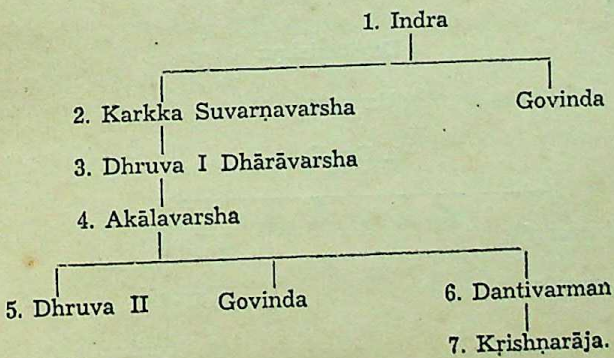 1. Indra
2. Karkka Suvarṇavarsha Govinda
3. Dhruva I Dhārāvarsha
4. Akālavarsha
5. Dhruva II Govinda 6. Dantivarman
7. Kṛishṇarāja.